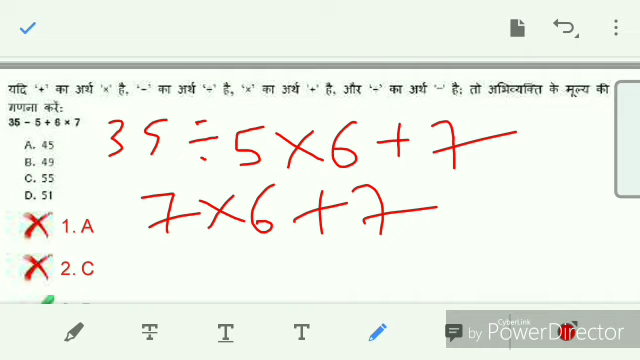 यदि '+' का अर्थ '×' है, '−' का अर्थ '÷' है, '×' का अर्थ '+' है, और '÷' का अर्थ '−' है; तो अभिव्यक्ति के मूल्य की
गणना करें:
35 − 5 + 6 × 7
35 ÷ 5 × 6 + 7
A. 45
B. 49
C. 55
D. 51
7 × 6 + 7
1. A
2. C
T T T
CyberLink
by PowerDirector